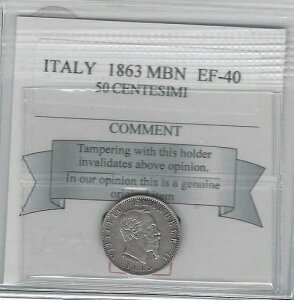 ITALY 1863 MBN EF-40
50 CENTESIMI
COMMENT
Tampering with this holder
invalidates above opinion.
In our opinion this is a genuine